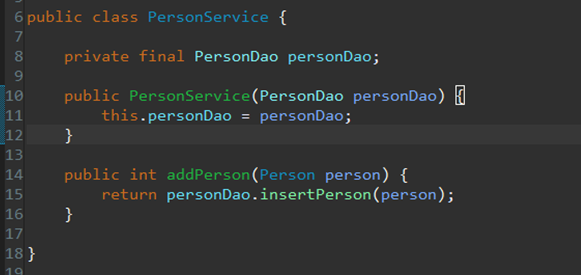 6 public class PersonService {
7
8 private final PersonDao personDao;
9
10 public PersonService(PersonDao personDao) {
11 this.personDao = personDao;
12 }
13
14 public int addPerson(Person person) {
15 return personDao.insertPerson(person);
16 }
17
18 }
19